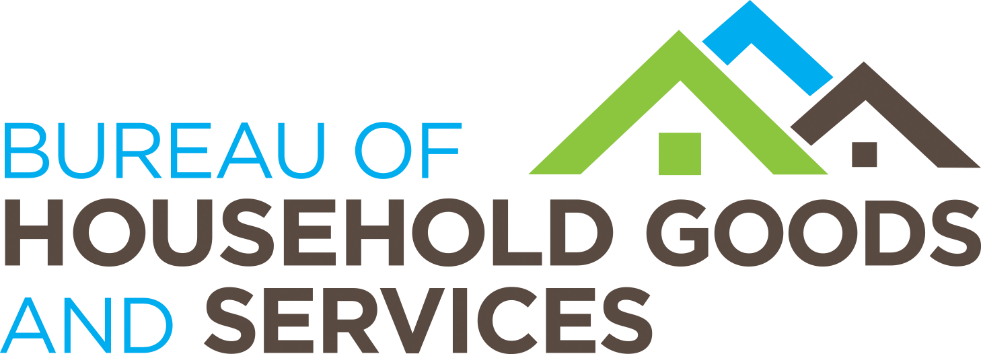 BUREAU OF
HOUSEHOLD GOODS
AND SERVICES